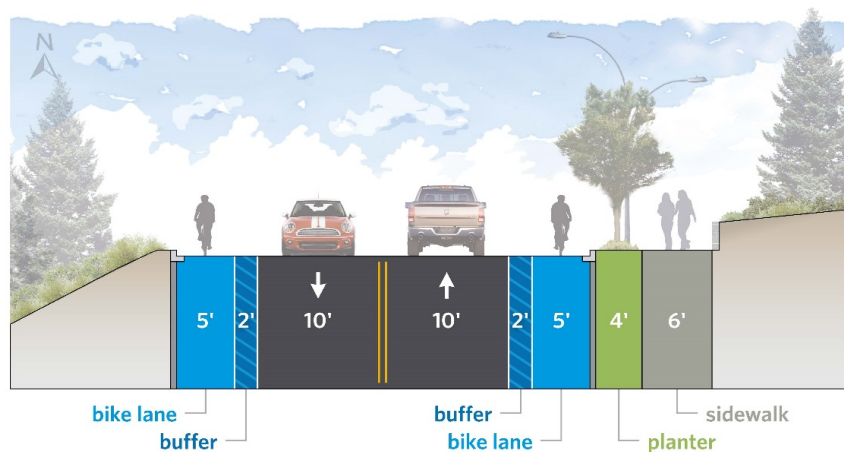 N
5' 2' 10' 10' 2' 5' 4' 6'
bike lane buffer sidewalk
buffer bike lane planter